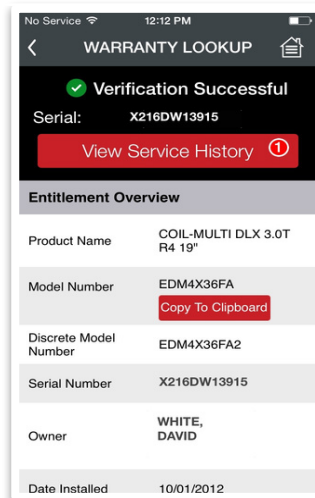 No Service 12:12 PM
WARRANTY LOOKUP
Verification Successful
Serial: X216DW13915
View Service History 1
Entitlement Overview
Product Name COIL-MULTI DLX 3.0T
R4 19"
Model Number EDM4X36FA
Copy To Clipboard
Discrete Model
Number EDM4X36FA2
Serial Number X216DW13915
Owner WHITE,
DAVID
Date Installed 10/01/2012